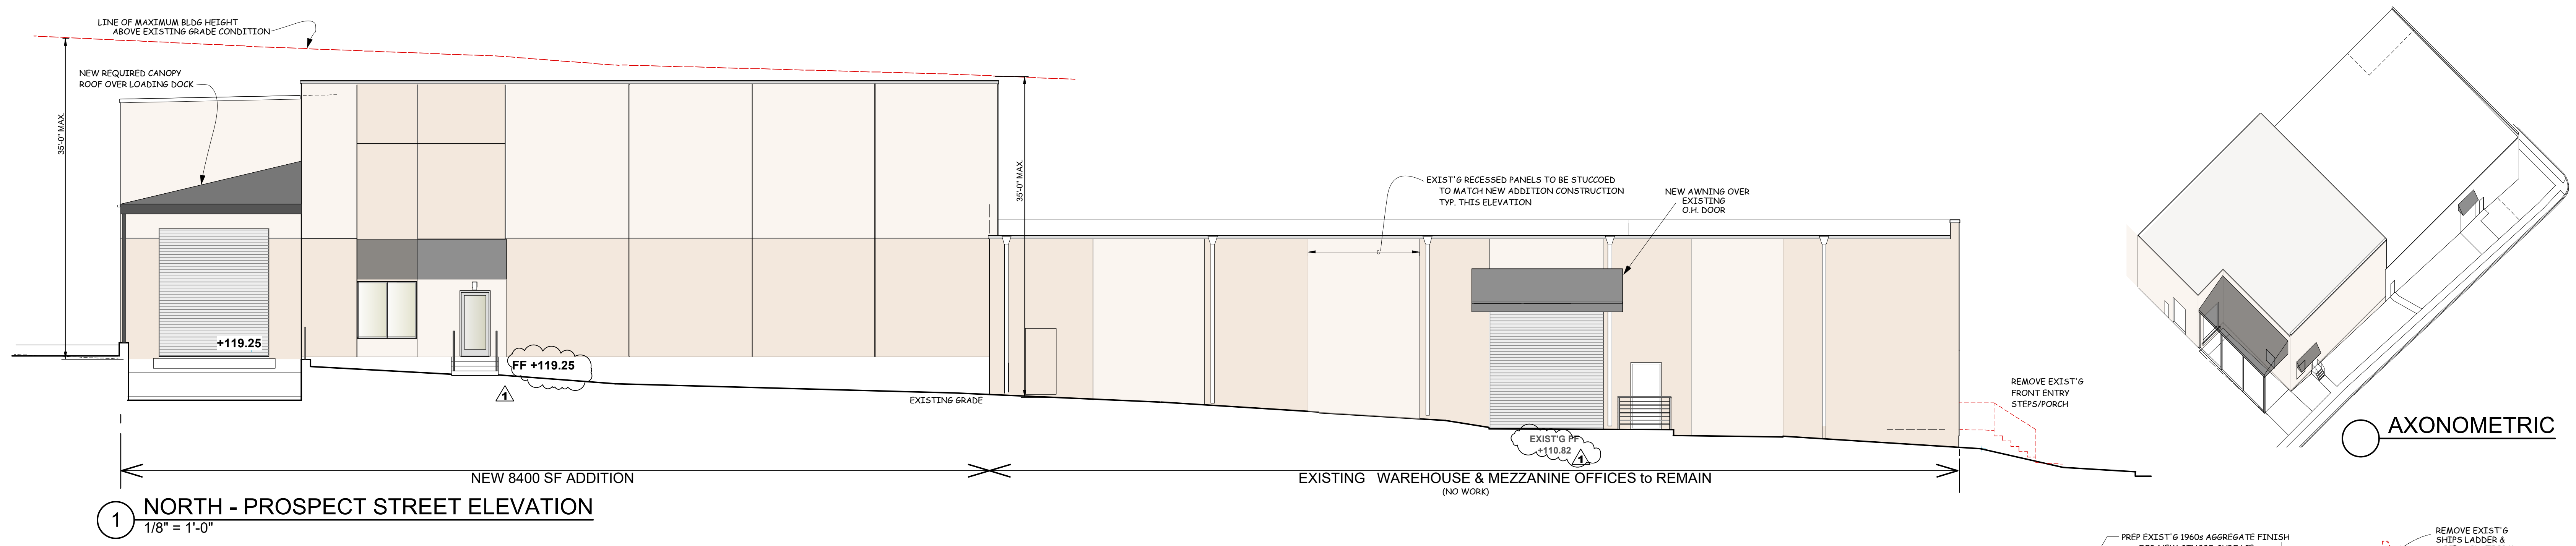 LINE OF MAXIMUM BLDG HEIGHT
ABOVE EXISTING GRADE CONDITION
NEW REQUIRED CANOPY
ROOF OVER LOADING DOCK
35'-0" MAX.
35'-0" MAX.
EXIST'G RECESSED PANELS TO BE STUCCOED
TO MATCH NEW ADDITION CONSTRUCTION
TYP. THIS ELEVATION
NEW AWNING OVER
EXISTING
O.H. DOOR
+119.25
FF +119.25
1
EXISTING GRADE
EXIST'G FF
+110.82
1
REMOVE EXIST'G
FRONT ENTRY
STEPS/PORCH
AXONOMETRIC
NEW 8400 SF ADDITION
EXISTING WAREHOUSE & MEZZANINE OFFICES to REMAIN
(NO WORK)
1
NORTH - PROSPECT STREET ELEVATION
1/8" = 1'-0"
PREP EXIST'G 1960s AGGREGATE FINISH
REMOVE EXIST'G
SHIPS LADDER &